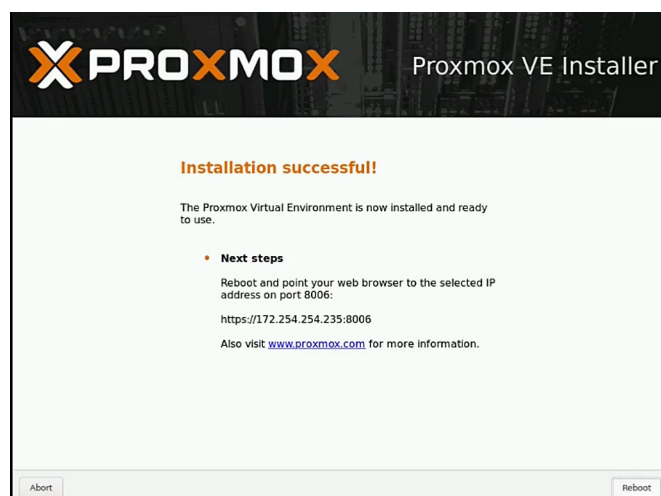 PROXMOX
Proxmox VE Installer
Installation successful!
The Proxmox Virtual Environment is now installed and ready
to use.
Next steps
Reboot and point your web browser to the selected IP
address on port 8006:
https://172.254.254.235:8006
Also visit www.proxmox.com for more information.
Abort
Reboot